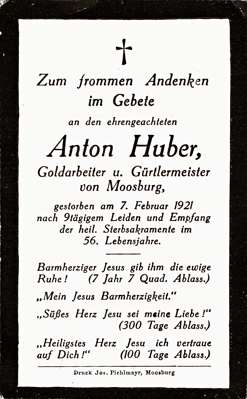 Zum frommen Andenken
im Gebete
an den ehrengeachteten
Anton Huber,
Goldarbeiter u. Gürtlermeister
von Moosburg,
gestorben am 7. Februar 1921
nach 9tägigem Leiden und Empfang
der heil. Sterbsakramente im
56. Lebensjahre.
Barmherziger Jesus gib ihm die ewige
Ruhe! (7 Jahr 7 Quad. Ablass.)
„Mein Jesus Barmherzigkeit."
„Süßes Herz Jesu sei meine Liebe!"
(300 Tage Ablass.)
„Heiligstes Herz Jesu ich vertraue
auf Dich!" (100 Tage Ablass.)
Druck Jos. Pichlmayr, Moosburg